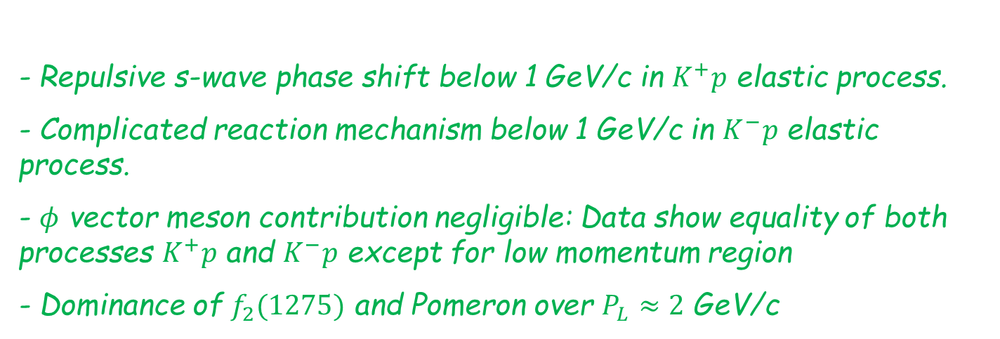 - Repulsive s-wave phase shift below 1 GeV/c in K⁺p elastic process.
- Complicated reaction mechanism below 1 GeV/c in K⁻p elastic
process.
- ϕ vector meson contribution negligible: Data show equality of both
processes K⁺p and K⁻p except for low momentum region
- Dominance of f₂(1275) and Pomeron over P_L ≈ 2 GeV/c